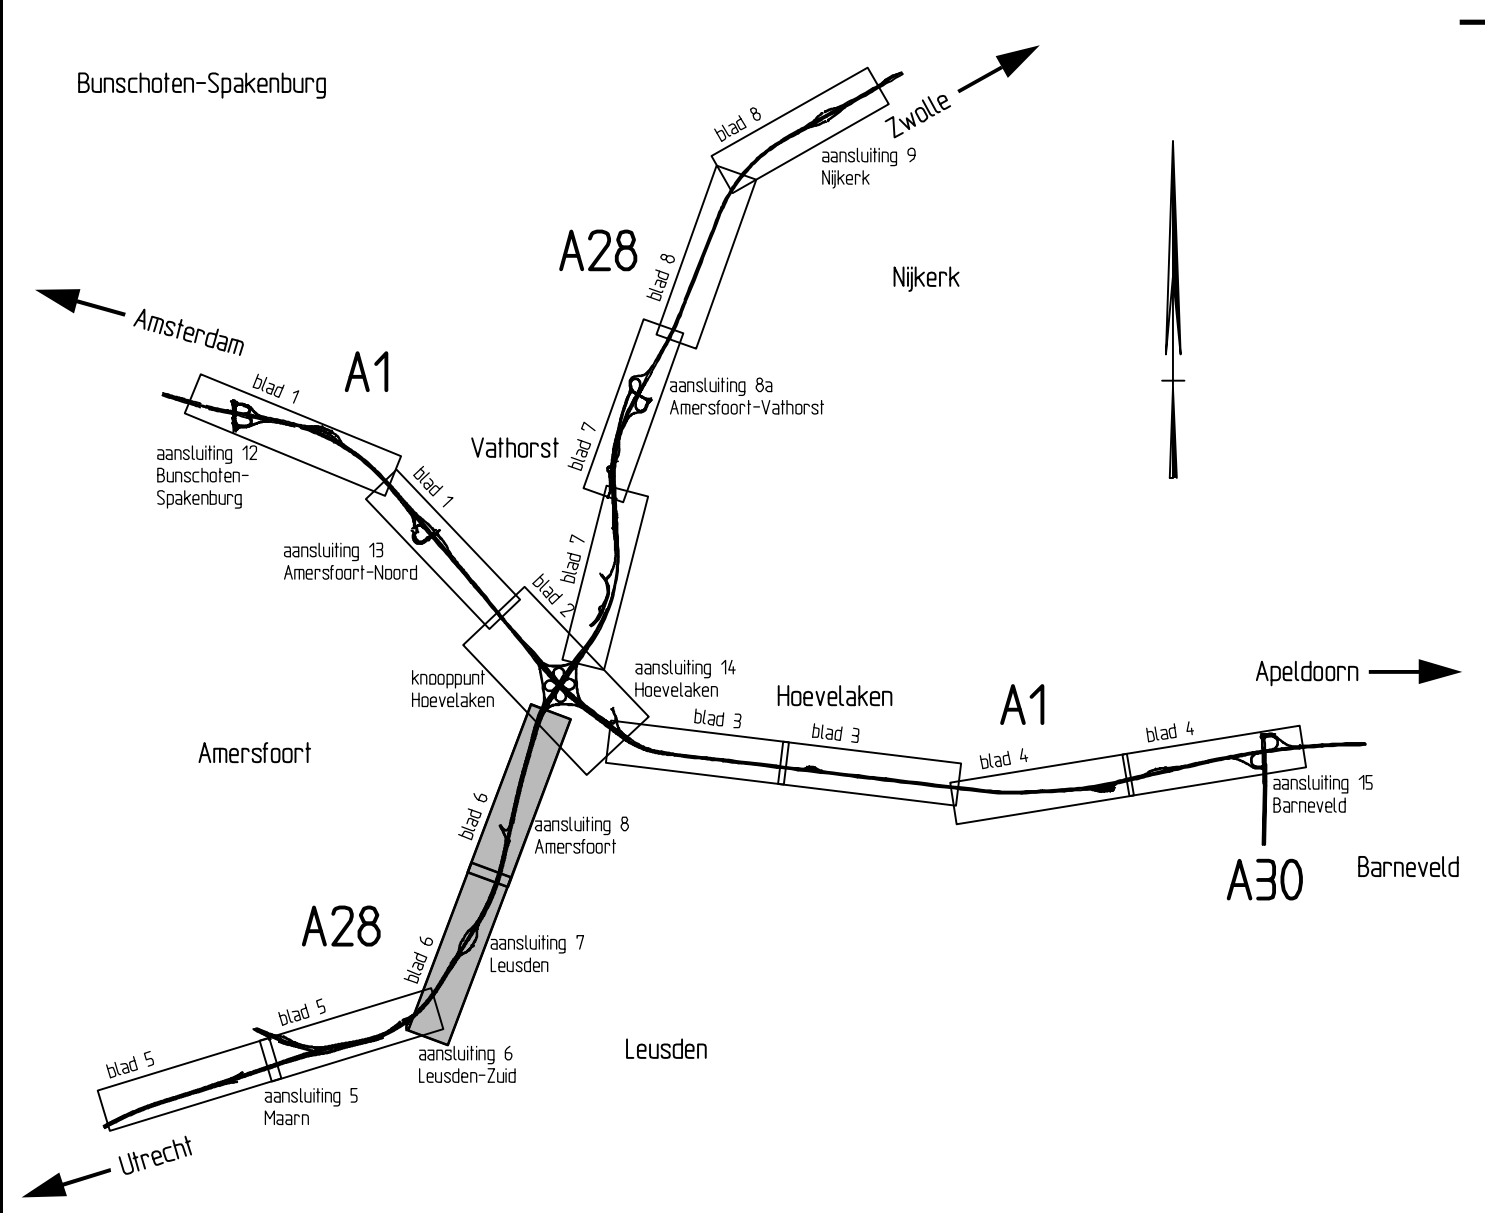 Bunschoten-Spakenburg
Zwolle
blad 8
aansluiting 9
Nijkerk
A28
blad 8
Nijkerk
Amsterdam
A1
blad 1
aansluiting 8a
Amersfoort-Vathorst
Vathorst
blad 7
aansluiting 12
Bunschoten-
Spakenburg
blad 1
aansluiting 13
Amersfoort-Noord
blad 7
blad 2
knooppunt
Hoevelaken
aansluiting 14
Hoevelaken
Hoevelaken
A1
Apeldoorn
blad 3
blad 3
blad 4
blad 4
Amersfoort
aansluiting 15
Barneveld
blad 6
aansluiting 8
Amersfoort
A30
Barneveld
A28
blad 6
aansluiting 7
Leusden
blad 5
blad 5
Leusden
aansluiting 6
Leusden-Zuid
aansluiting 5
Maarn
Utrecht